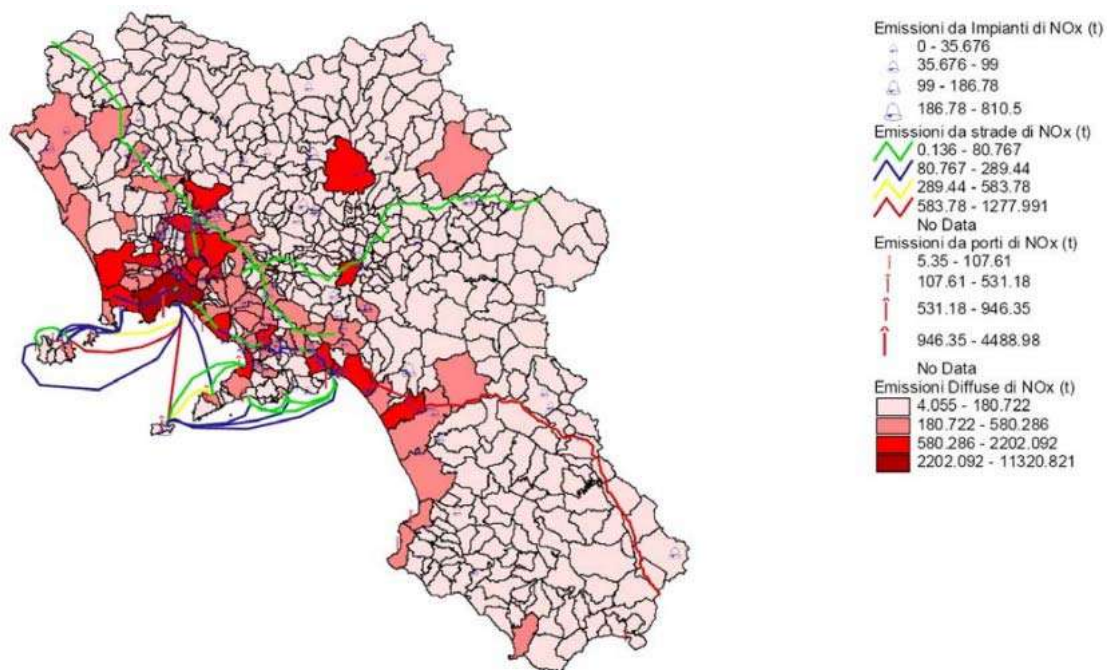 Emissioni da Impianti di NOx (t)
0 - 35.676
35.676 - 99
99 - 186.78
186.78 - 810.5
Emissioni da strade di NOx (t)
0.136 - 80.767
80.767 - 289.44
289.44 - 583.78
583.78 - 1277.991
No Data
Emissioni da porti di NOx (t)
5.35 - 107.61
107.61 - 531.18
531.18 - 946.35
946.35 - 4488.98
No Data
Emissioni Diffuse di NOx (t)
4.055 - 180.722
180.722 - 580.286
580.286 - 2202.092
2202.092 - 11320.821